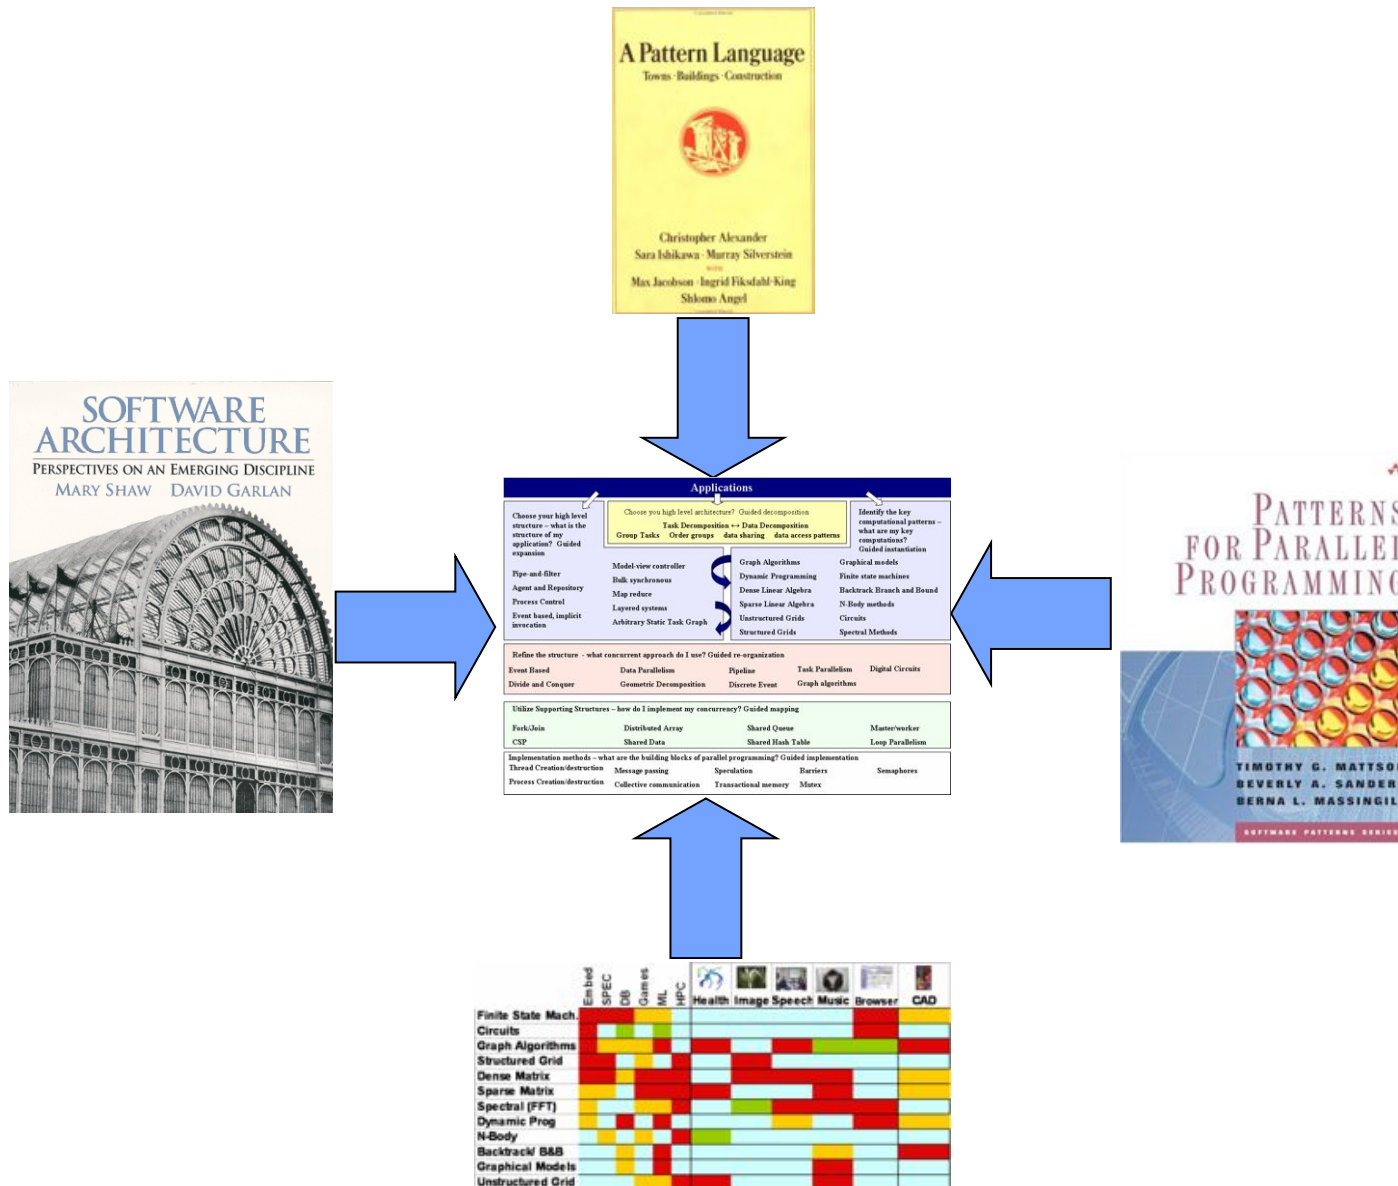 A Pattern Language
Towns · Buildings · Construction
Christopher Alexander
Sara Ishikawa · Murray Silverstein
WITH
Max Jacobson · Ingrid Fiksdahl-King
Shlomo Angel
SOFTWARE
ARCHITECTURE
PERSPECTIVES ON AN EMERGING DISCIPLINE
MARY SHAW DAVID GARLAN
Applications
Choose your high level
structure – what is the
structure of my
application? Guided
expansion
Pipe-and-filter
Agent and Repository
Process Control
Event based, implicit
invocation
Choose you high level architecture? Guided decomposition
Task Decomposition ↔ Data Decomposition
Group Tasks Order groups data sharing data access patterns
Identify the key
computational patterns –
what are my key
computations?
Guided instantiation
Model-view controller
Bulk synchronous
Map reduce
Layered systems
Arbitrary Static Task Graph
Graph Algorithms
Dynamic Programming
Dense Linear Algebra
Sparse Linear Algebra
Unstructured Grids
Structured Grids
Graphical models
Finite state machines
Backtrack Branch and Bound
N-Body methods
Circuits
Spectral Methods
Refine the structure - what concurrent approach do I use? Guided re-organization
Event Based Data Parallelism Pipeline Task Parallelism Digital Circuits
Divide and Conquer Geometric Decomposition Discrete Event Graph algorithms
Utilize Supporting Structures – how do I implement my concurrency? Guided mapping
Fork/Join Distributed Array Shared Queue Master/worker
CSP Shared Data Shared Hash Table Loop Parallelism
Implementation methods – what are the building blocks of parallel programming? Guided implementation
Thread Creation/destruction Message passing Speculation Barriers Semaphores
Process Creation/destruction Collective communication Transactional memory Mutex
PATTERNS
FOR PARALLEL
PROGRAMMING
TIMOTHY G. MATTSO
BEVERLY A. SANDER
BERNA L. MASSINGIL
SOFTWARE PATTERNS SERIES
Embed SPEC DB Games ML HPC Health Image Speech Music Browser CAD
Finite State Mach.
Circuits
Graph Algorithms
Structured Grid
Dense Matrix
Sparse Matrix
Spectral (FFT)
Dynamic Prog
N-Body
Backtrack/ B&B
Graphical Models
Unstructured Grid